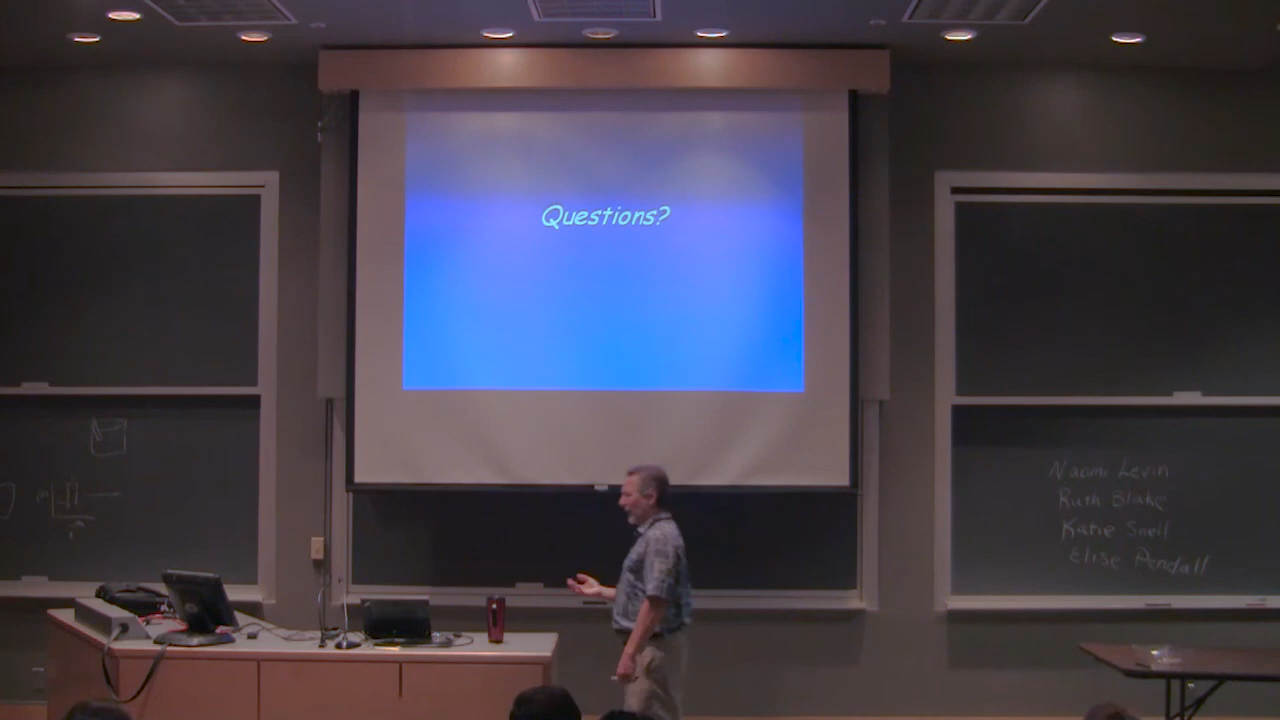 Questions?
Naomi Levin
Ruth Blake
Katie Snell
Elise Pendall